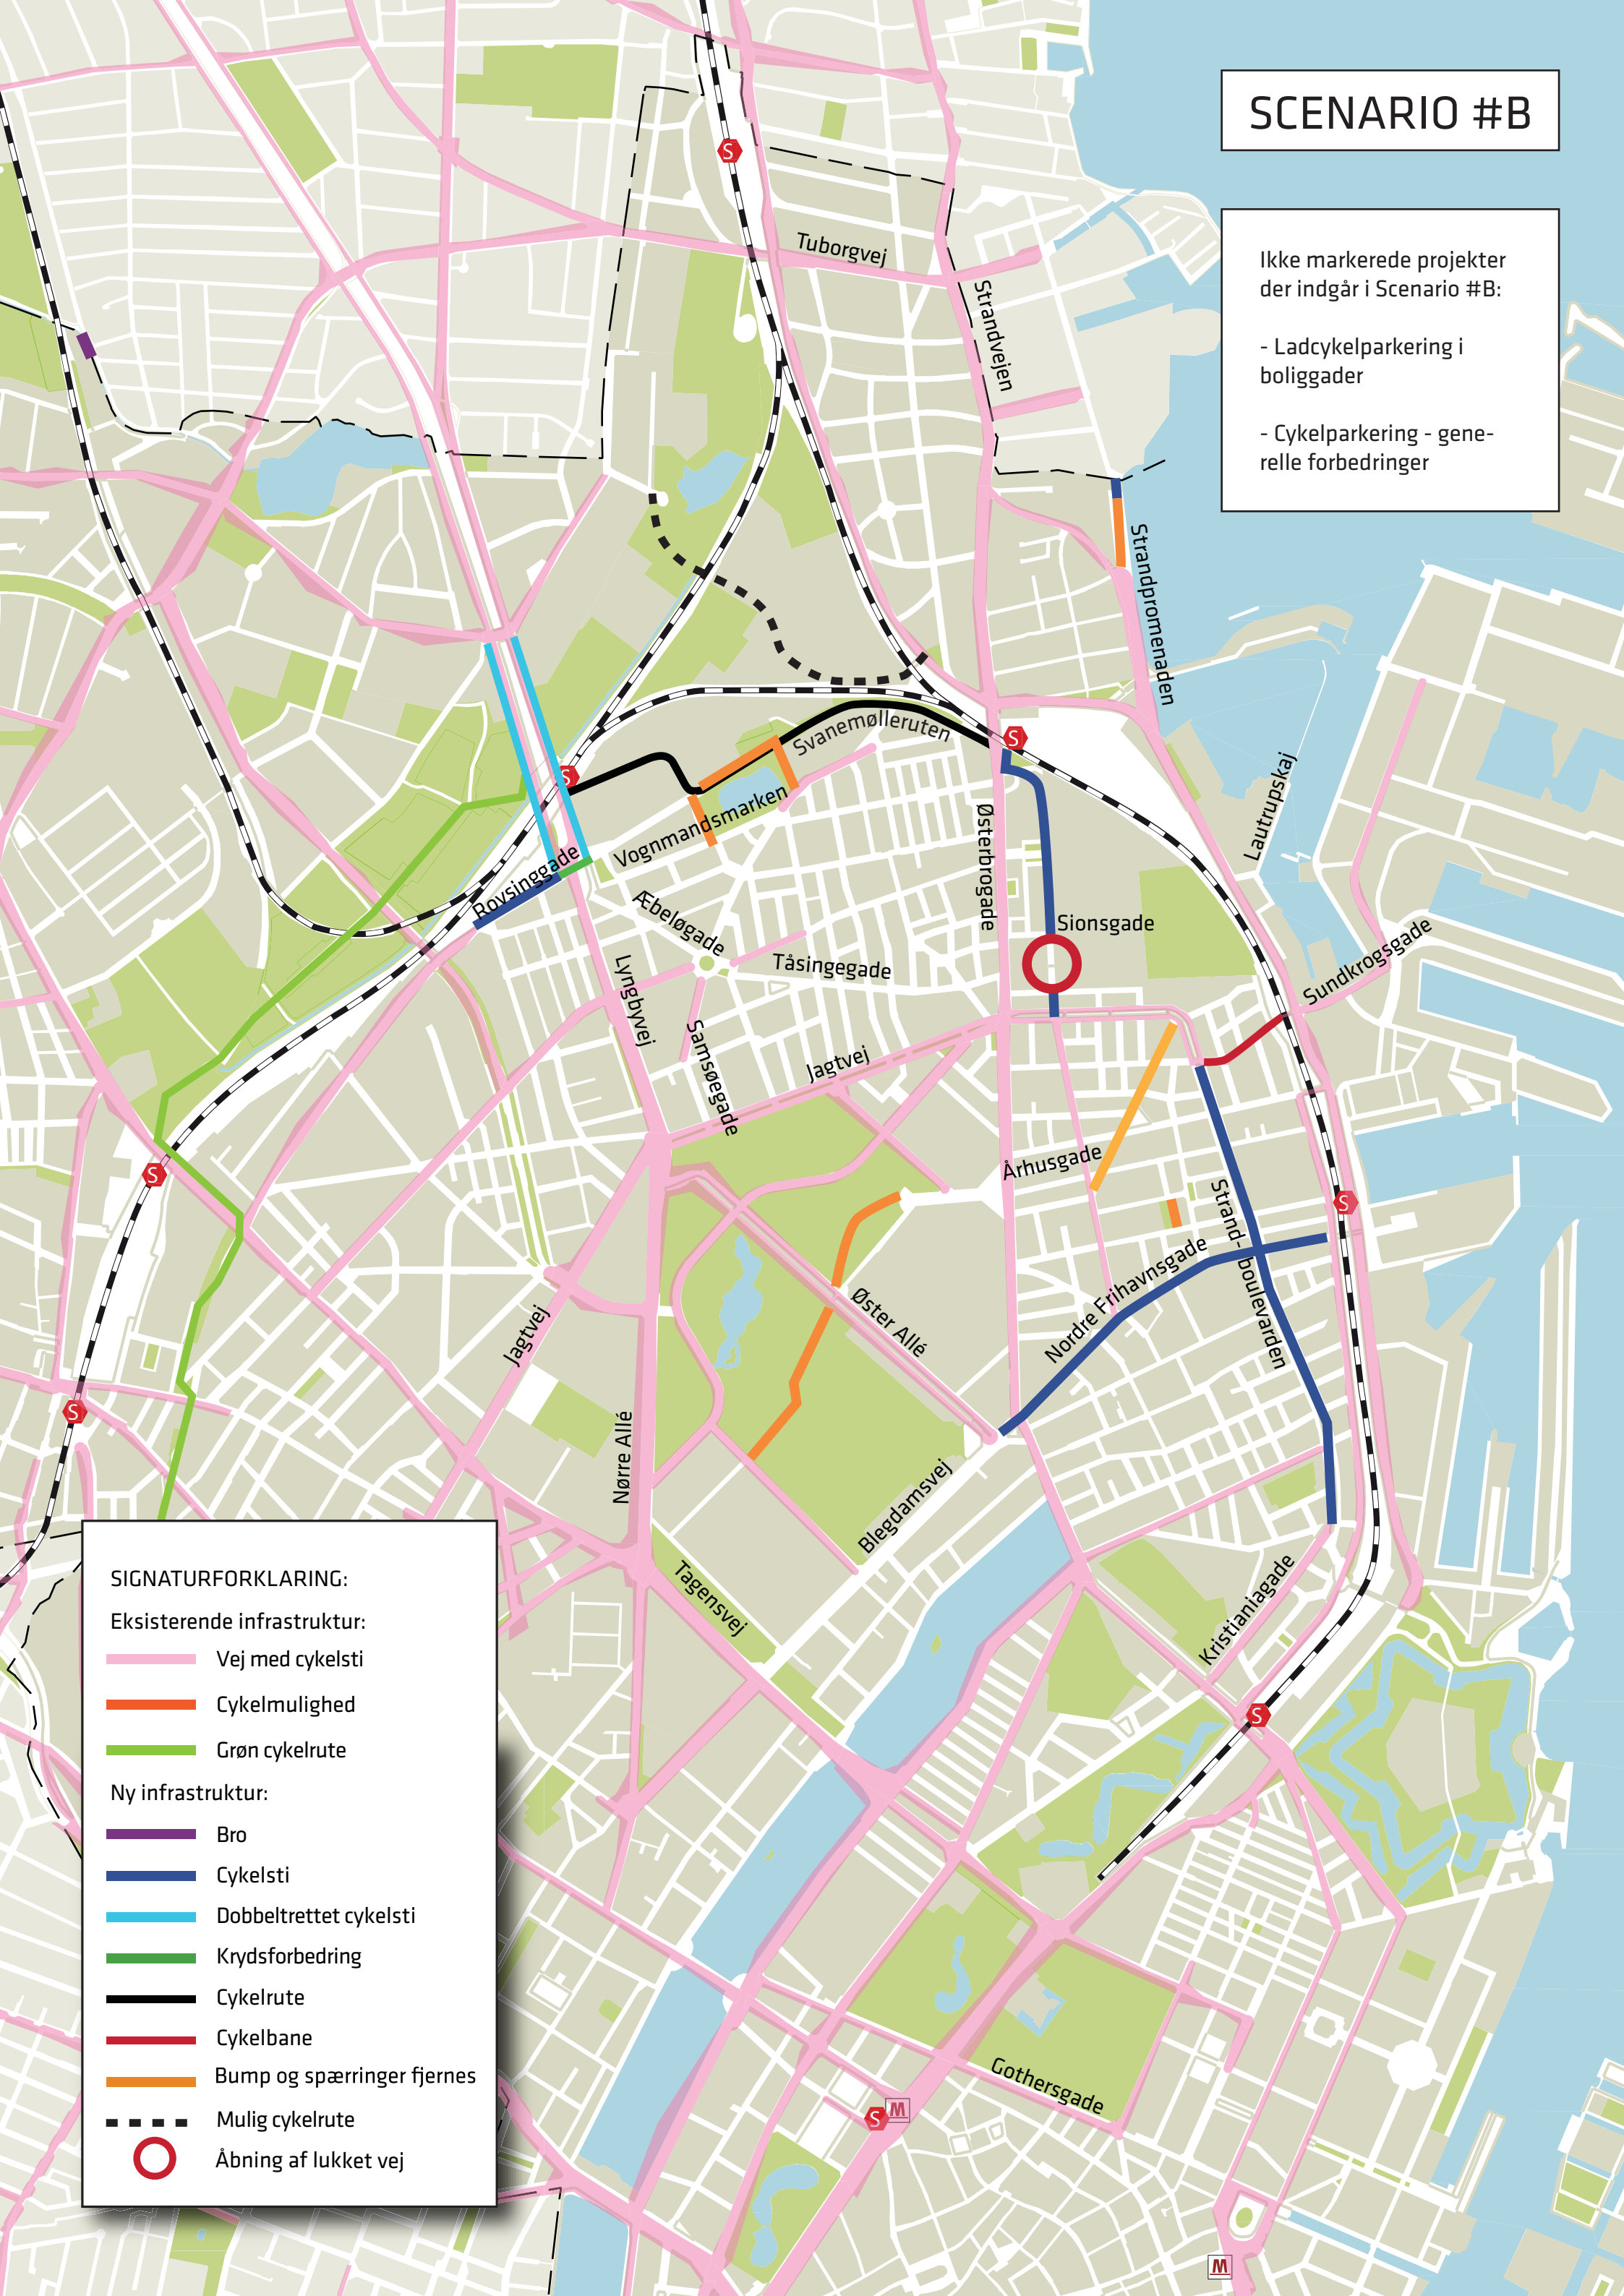 SCENARIO #B
Ikke markerede projekter
der indgår i Scenario #B:
- Ladcykelparkering i
boliggader
- Cykelparkering - gene-
relle forbedringer
S
Tuborgvej
Strandvejen
Strandpromenaden
Svanemølleruten
S
S
Vognmandsmarken
Lautrupskaj
Østerbrogade
Rovsinggade
Æbeløgade
Sionsgade
Tåsingegade
Sundkrogsgade
Lyngbyvej
Samsøegade
Jagtvej
Århusgade
S
S
Strand-boulevarden
Nordre Frihavnsgade
Øster Allé
Jagtvej
S
Nørre Allé
Blegdamsvej
Tagensvej
Kristianiagade
S
Gothersgade
S
M
M
SIGNATURFORKLARING:
Eksisterende infrastruktur:
Vej med cykelsti
Cykelmulighed
Grøn cykelrute
Ny infrastruktur:
Bro
Cykelsti
Dobbeltrettet cykelsti
Krydsforbedring
Cykelrute
Cykelbane
Bump og spærringer fjernes
Mulig cykelrute
Åbning af lukket vej